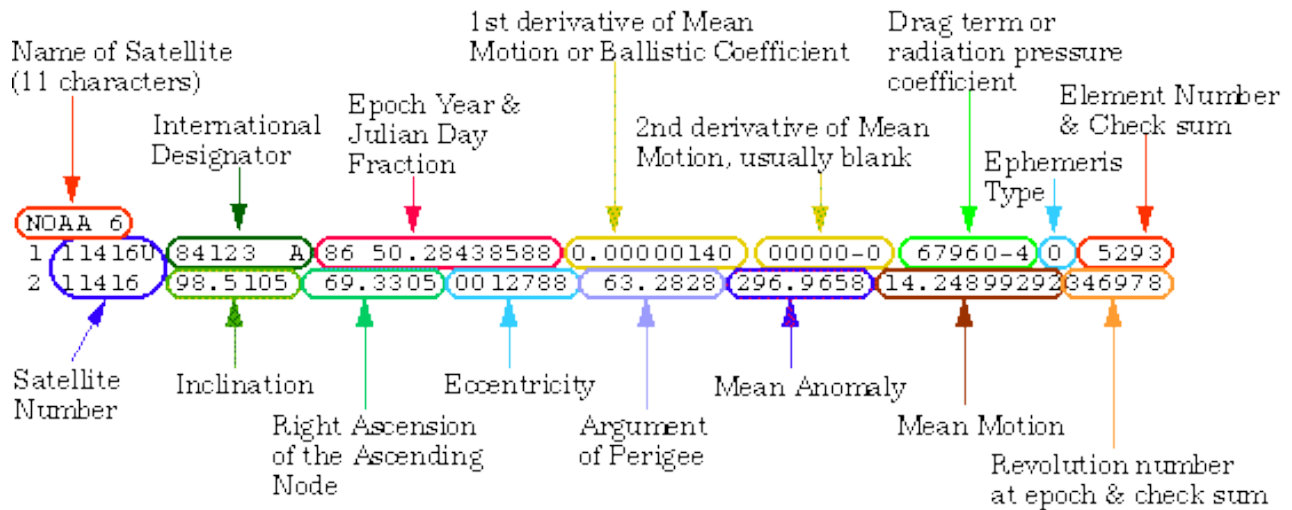 Name of Satellite
(11 characters)
International
Designator
Epoch Year &
Julian Day
Fraction
1st derivative of Mean
Motion or Ballistic Coefficient
2nd derivative of Mean
Motion, usually blank
Drag term or
radiation pressure
coefficient
Ephemeris
Type
Element Number
& Check sum
NOAA 6
1 11416U 84123 A 86 50.28438588 0.00000140 00000-0 67960-4 0 5293
2 11416 98.5105 69.3305 0012788 63.2828 296.9658 14.24899292 346978
Satellite
Number
Inclination
Right Ascension
of the Ascending
Node
Eccentricity
Argument
of Perigee
Mean Anomaly
Mean Motion
Revolution number
at epoch & check sum